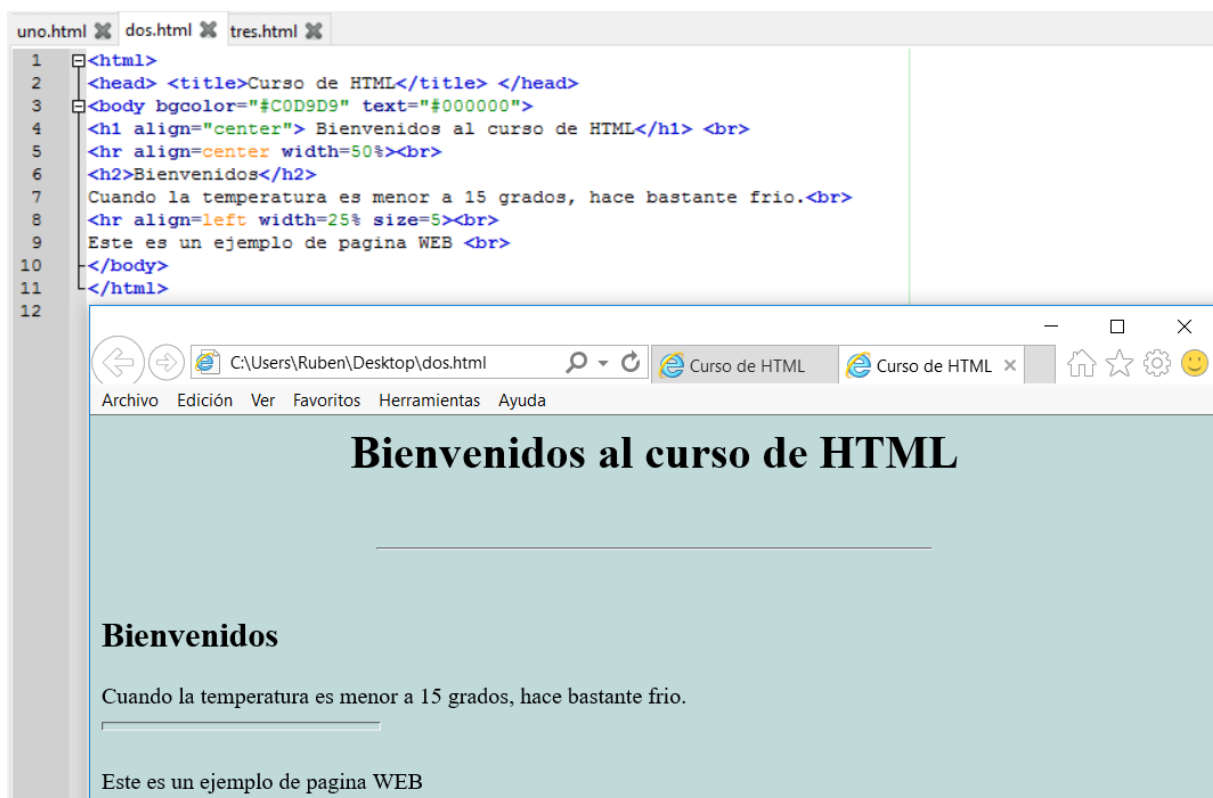 uno.html dos.html tres.html
1 <html>
2 <head> <title>Curso de HTML</title> </head>
3 <body bgcolor="#C0D9D9" text="#000000">
4 <h1 align="center"> Bienvenidos al curso de HTML</h1> <br>
5 <hr align=center width=50%><br>
6 <h2>Bienvenidos</h2>
7 Cuando la temperatura es menor a 15 grados, hace bastante frio.<br>
8 <hr align=left width=25% size=5><br>
9 Este es un ejemplo de pagina WEB <br>
10 </body>
11 </html>
12
C:\Users\Ruben\Desktop\dos.html Curso de HTML Curso de HTML
Archivo Edición Ver Favoritos Herramientas Ayuda
Bienvenidos al curso de HTML
Bienvenidos
Cuando la temperatura es menor a 15 grados, hace bastante frio.
Este es un ejemplo de pagina WEB